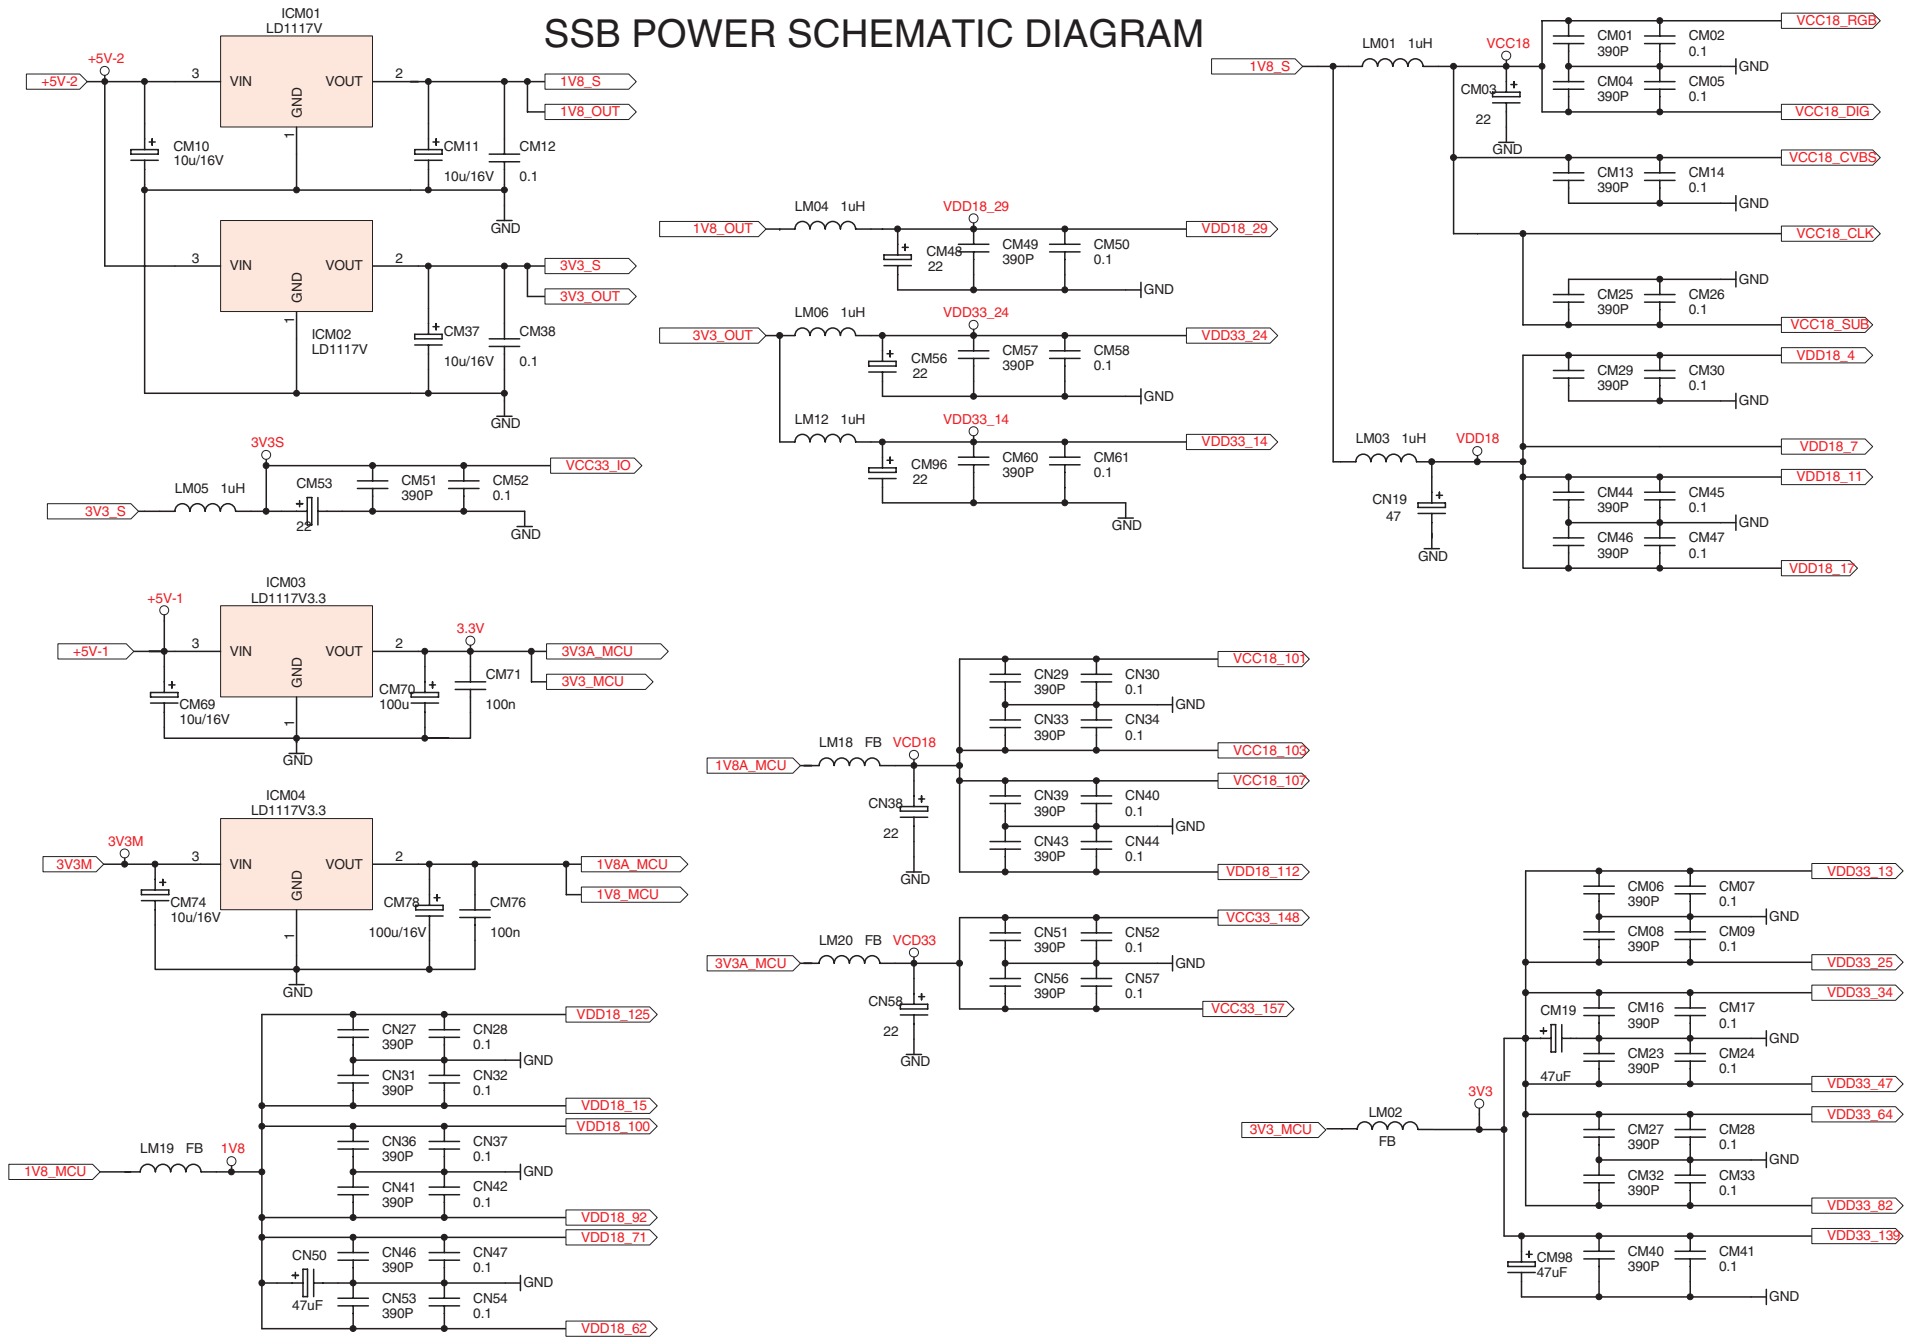 SSB POWER SCHEMATIC DIAGRAM
ICM01
LD1117V
+5V-2
+5V-2
3
VIN
VOUT
2
GND
1
1V8_S
1V8_OUT
CM10
10u/16V
CM11
10u/16V
CM12
0.1
GND
3
VIN
VOUT
2
GND
1
3V3_S
3V3_OUT
ICM02
LD1117V
CM37
10u/16V
CM38
0.1
GND
3V3S
VCC33_IO
LM05 1uH
CM53
22
CM51
390P
CM52
0.1
3V3_S
GND
ICM03
LD1117V3.3
+5V-1
+5V-1
3
VIN
VOUT
2
GND
1
3.3V
3V3A_MCU
3V3_MCU
CM69
10u/16V
CM70
100u
CM71
100n
GND
ICM04
LD1117V3.3
3V3M
3V3M
3
VIN
VOUT
2
GND
1
1V8A_MCU
1V8_MCU
CM74
10u/16V
CM78
100u/16V
CM76
100n
GND
VDD18_125
CN27
390P
CN28
0.1
GND
CN31
390P
CN32
0.1
VDD18_15
VDD18_100
CN36
390P
CN37
0.1
LM19 FB
1V8
1V8_MCU
GND
CN41
390P
CN42
0.1
VDD18_92
VDD18_71
CN50
47uF
CN46
390P
CN47
0.1
GND
CN53
390P
CN54
0.1
VDD18_62
LM04 1uH
VDD18_29
1V8_OUT
VDD18_29
CM48
22
CM49
390P
CM50
0.1
GND
LM06 1uH
VDD33_24
3V3_OUT
VDD33_24
CM56
22
CM57
390P
CM58
0.1
GND
LM12 1uH
VDD33_14
VDD33_14
CM96
22
CM60
390P
CM61
0.1
GND
VCC18_101
CN29
390P
CN30
0.1
GND
CN33
390P
CN34
0.1
VCC18_103
LM18 FB
VCD18
1V8A_MCU
VCC18_107
CN38
22
CN39
390P
CN40
0.1
GND
CN43
390P
CN44
0.1
GND
VDD18_112
VCC33_148
LM20 FB
VCD33
3V3A_MCU
CN51
390P
CN52
0.1
GND
CN56
390P
CN57
0.1
CN58
22
VCC33_157
GND
VCC18_RGB
LM01 1uH
VCC18
1V8_S
CM01
390P
CM02
0.1
GND
CM03
22
CM04
390P
CM05
0.1
VCC18_DIG
GND
VCC18_CVBS
CM13
390P
CM14
0.1
GND
VCC18_CLK
GND
CM25
390P
CM26
0.1
VCC18_SUB
VDD18_4
CM29
390P
CM30
0.1
GND
LM03 1uH
VDD18
VDD18_7
VDD18_11
CN19
47
CM44
390P
CM45
0.1
GND
CM46
390P
CM47
0.1
GND
VDD18_17
VDD33_13
CM06
390P
CM07
0.1
GND
CM08
390P
CM09
0.1
VDD33_25
VDD33_34
CM19
47uF
CM16
390P
CM17
0.1
GND
CM23
390P
CM24
0.1
VDD33_47
3V3
LM02
FB
3V3_MCU
VDD33_64
CM27
390P
CM28
0.1
GND
CM32
390P
CM33
0.1
VDD33_82
VDD33_139
CM98
47uF
CM40
390P
CM41
0.1
GND